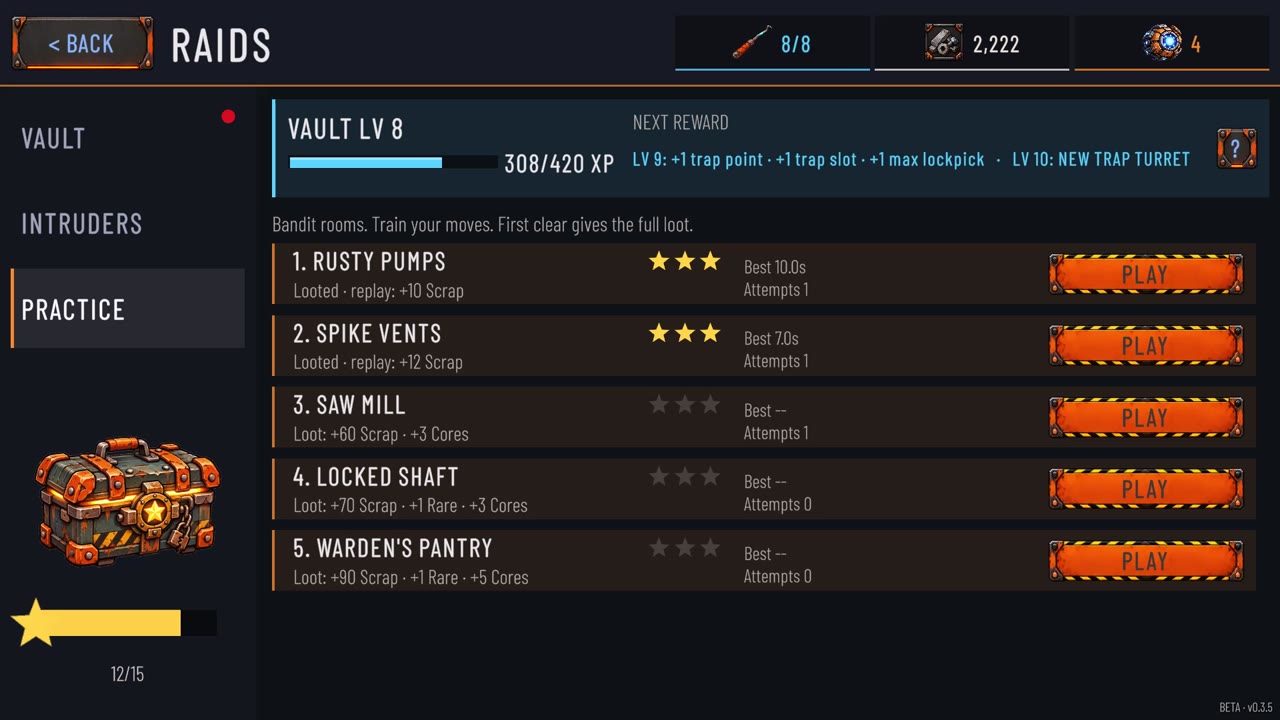 < BACK
RAIDS
8/8
2,222
4
VAULT
INTRUDERS
PRACTICE
12/15
VAULT LV 8
308/420 XP
NEXT REWARD
LV 9: +1 trap point · +1 trap slot · +1 max lockpick · LV 10: NEW TRAP TURRET
?
Bandit rooms. Train your moves. First clear gives the full loot.
1. RUSTY PUMPS
Looted · replay: +10 Scrap
Best 10.0s
Attempts 1
PLAY
2. SPIKE VENTS
Looted · replay: +12 Scrap
Best 7.0s
Attempts 1
PLAY
3. SAW MILL
Loot: +60 Scrap · +3 Cores
Best --
Attempts 1
PLAY
4. LOCKED SHAFT
Loot: +70 Scrap · +1 Rare · +3 Cores
Best --
Attempts 0
PLAY
5. WARDEN'S PANTRY
Loot: +90 Scrap · +1 Rare · +5 Cores
Best --
Attempts 0
PLAY
BETA · v0.3.5